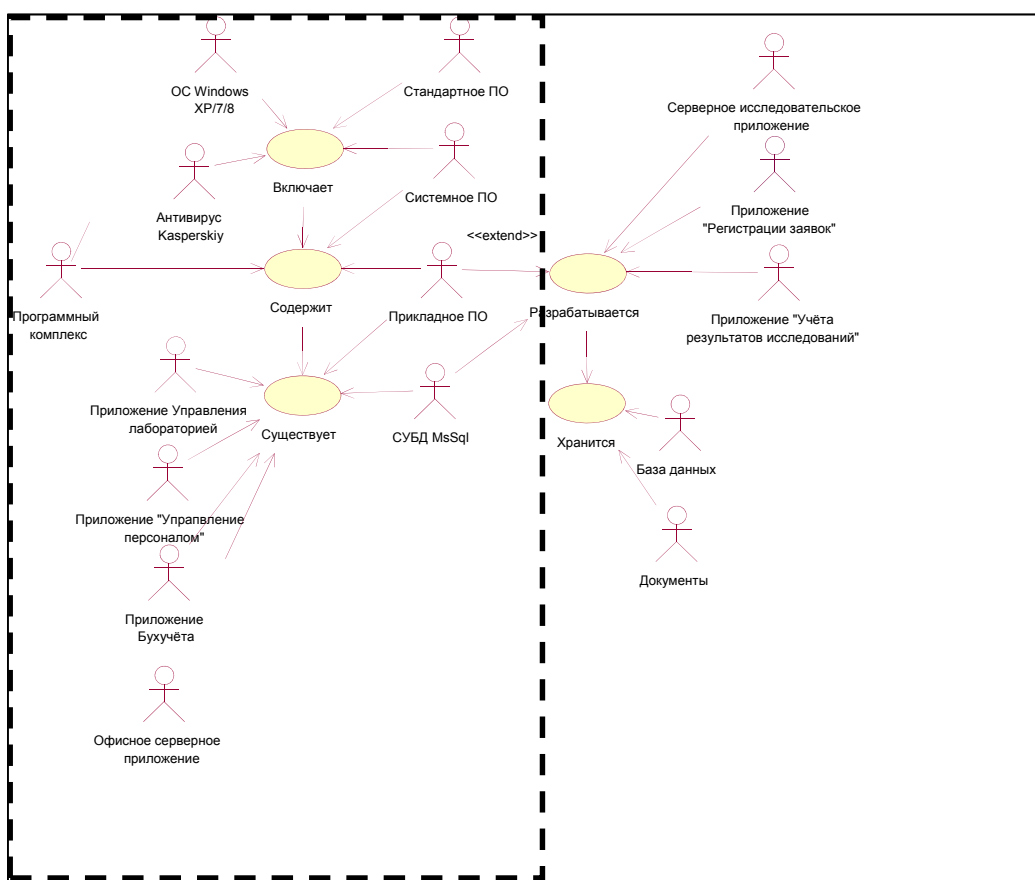 ОС Windows
XP/7/8
Стандартное ПО
Серверное исследовательское
приложение
Включает
Антивирус
Kasperskiy
Системное ПО
Приложение
"Регистрации заявок"
<<extend>>
Программный
комплекс
Содержит
Прикладное ПО
Разрабатывается
Приложение "Учёта
результатов исследований"
Приложение Управления
лабораторией
Существует
СУБД MsSql
Хранится
База данных
Приложение "Управпвление
персоналом"
Документы
Приложение
Бухучёта
Офисное серверное
приложение